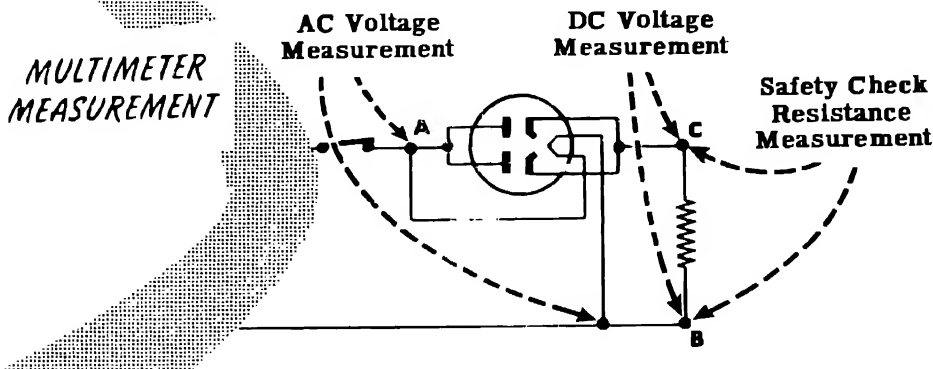 MULTIMETER
MEASUREMENT
AC Voltage
Measurement
DC Voltage
Measurement
Safety Check
Resistance
Measurement
A
C
B